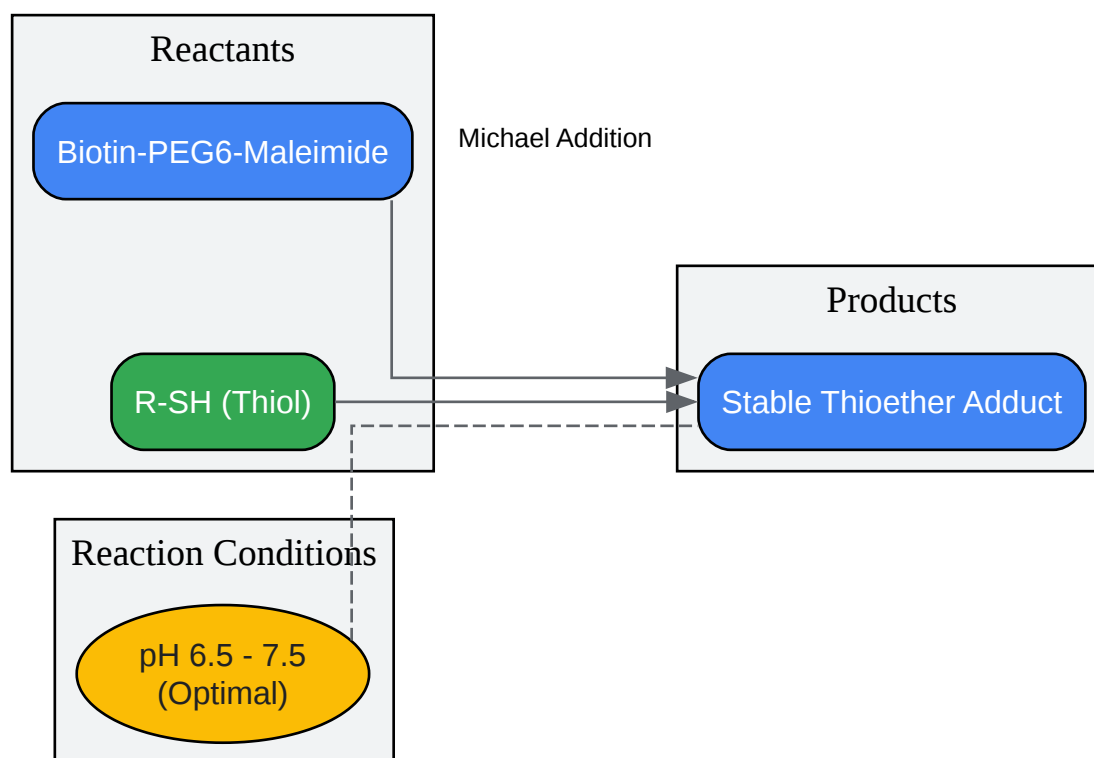 Reactants
Biotin-PEG6-Maleimide
Michael Addition
R-SH (Thiol)
Products
Stable Thioether Adduct
Reaction Conditions
pH 6.5 - 7.5
(Optimal)